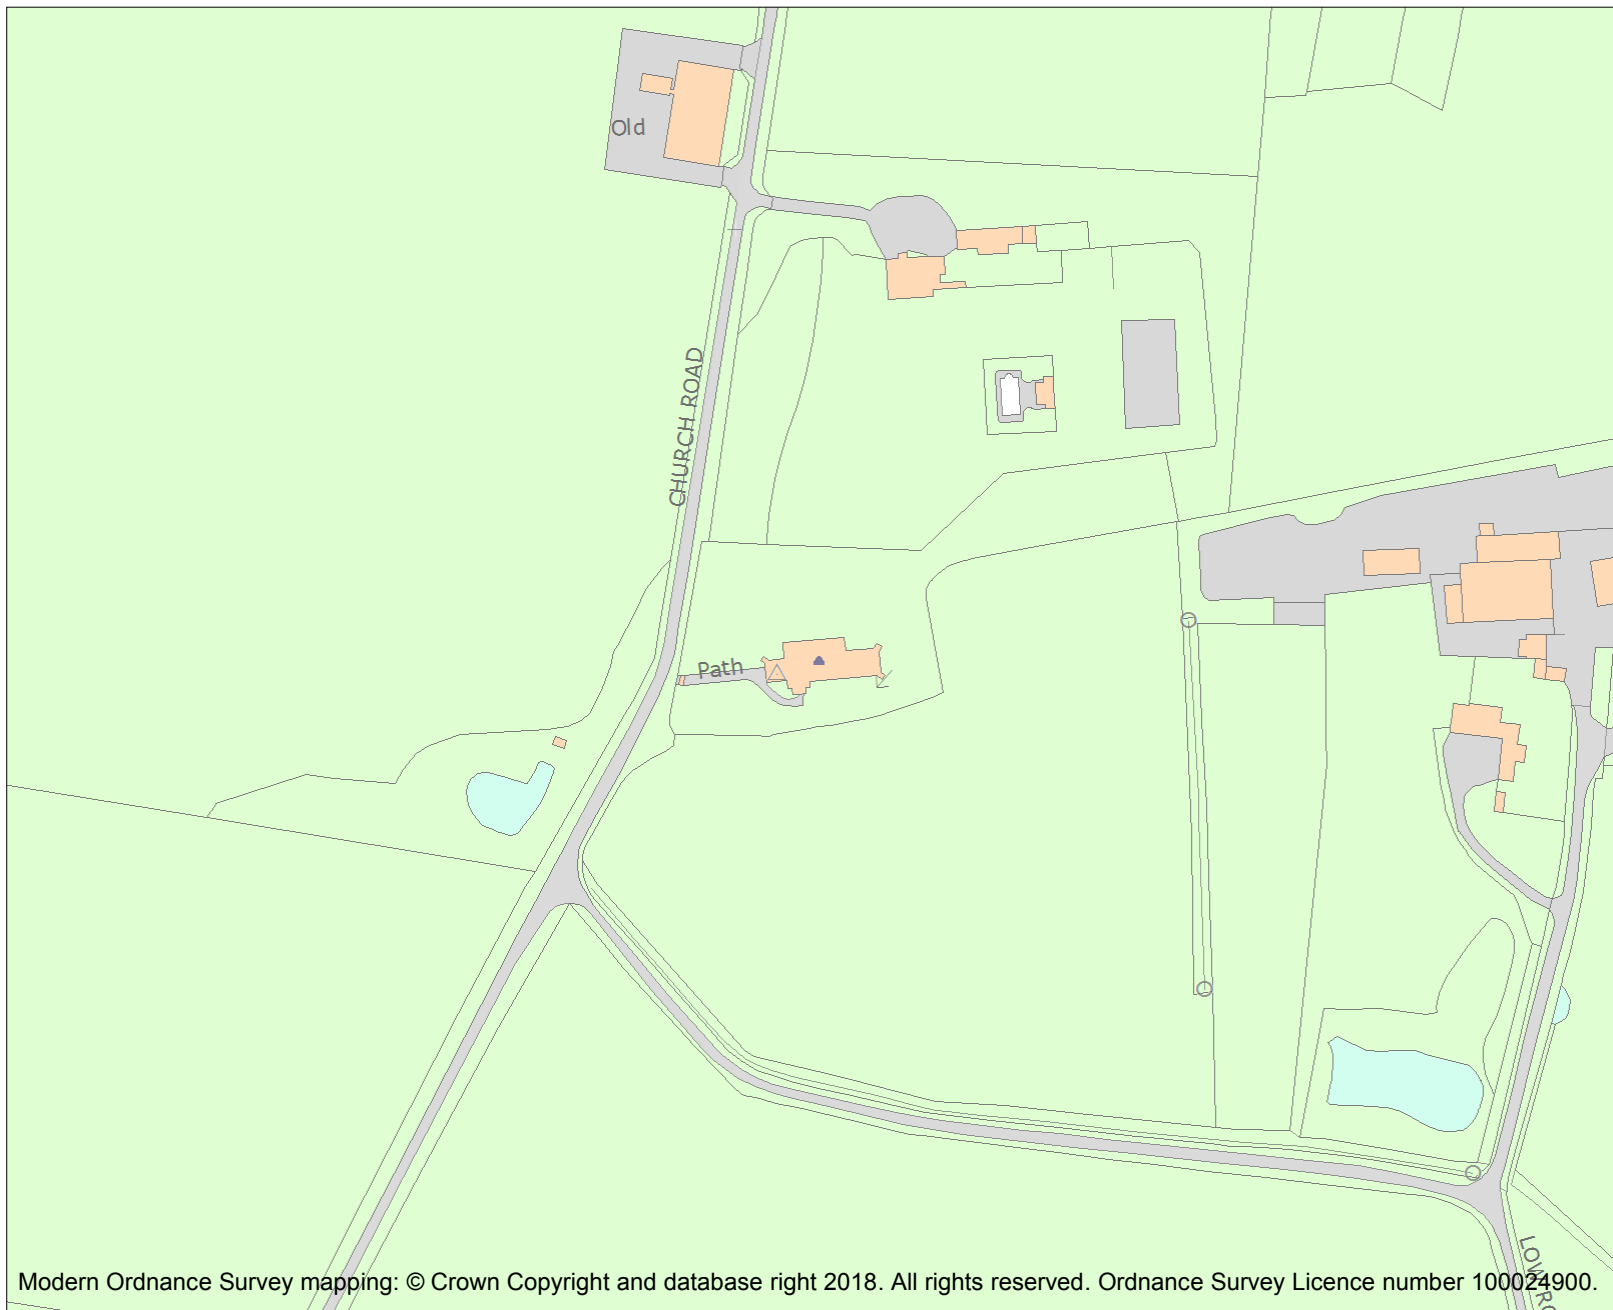 Old
CHURCH ROAD
Path
LOW R
Modern Ordnance Survey mapping: © Crown Copyright and database right 2018. All rights reserved. Ordnance Survey Licence number 100024900.